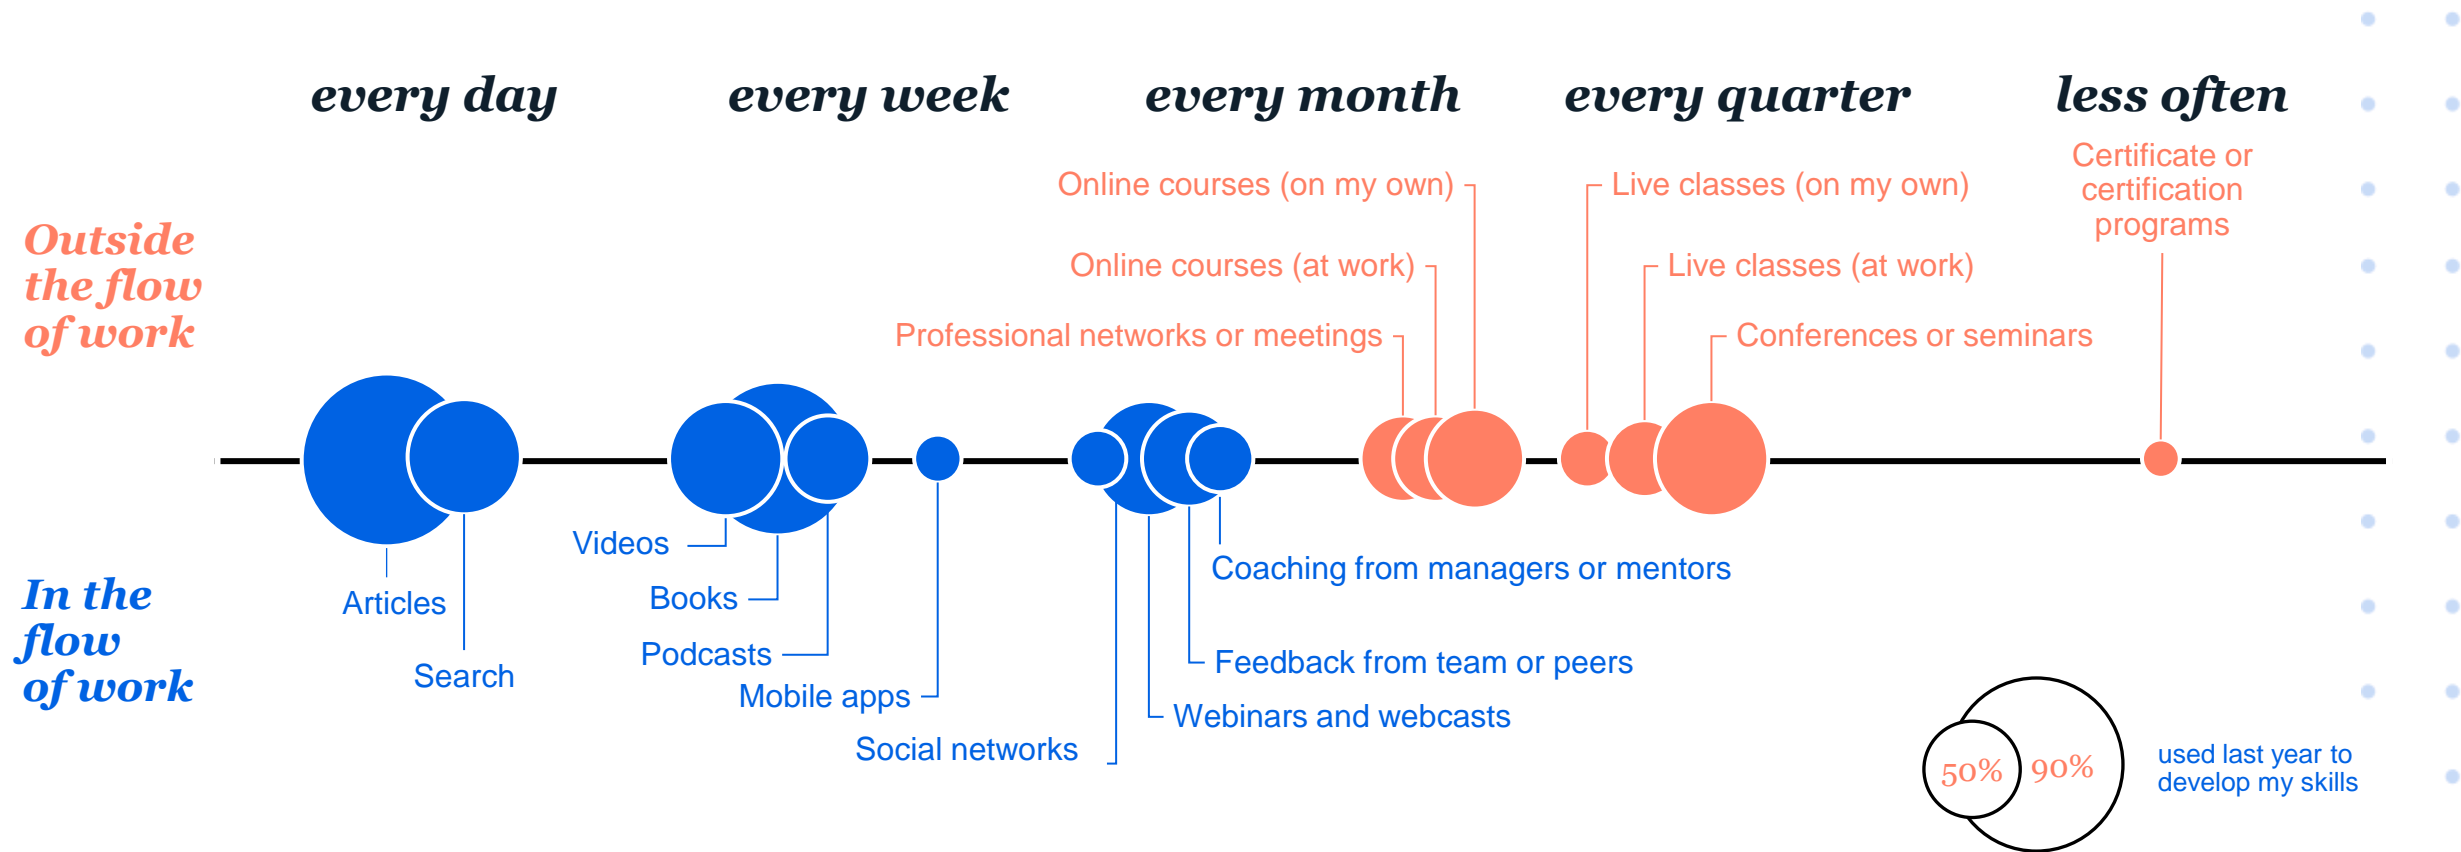 every day
every week
every month
every quarter
less often
Certificate or
certification
programs
Online courses (on my own)
Live classes (on my own)
Outside
the flow
of work
Online courses (at work)
Live classes (at work)
Professional networks or meetings
Conferences or seminars
Videos
Coaching from managers or mentors
In the
flow
of work
Articles
Books
Podcasts
Feedback from team or peers
Search
Mobile apps
Webinars and webcasts
Social networks
50%
90%
used last year to
develop my skills